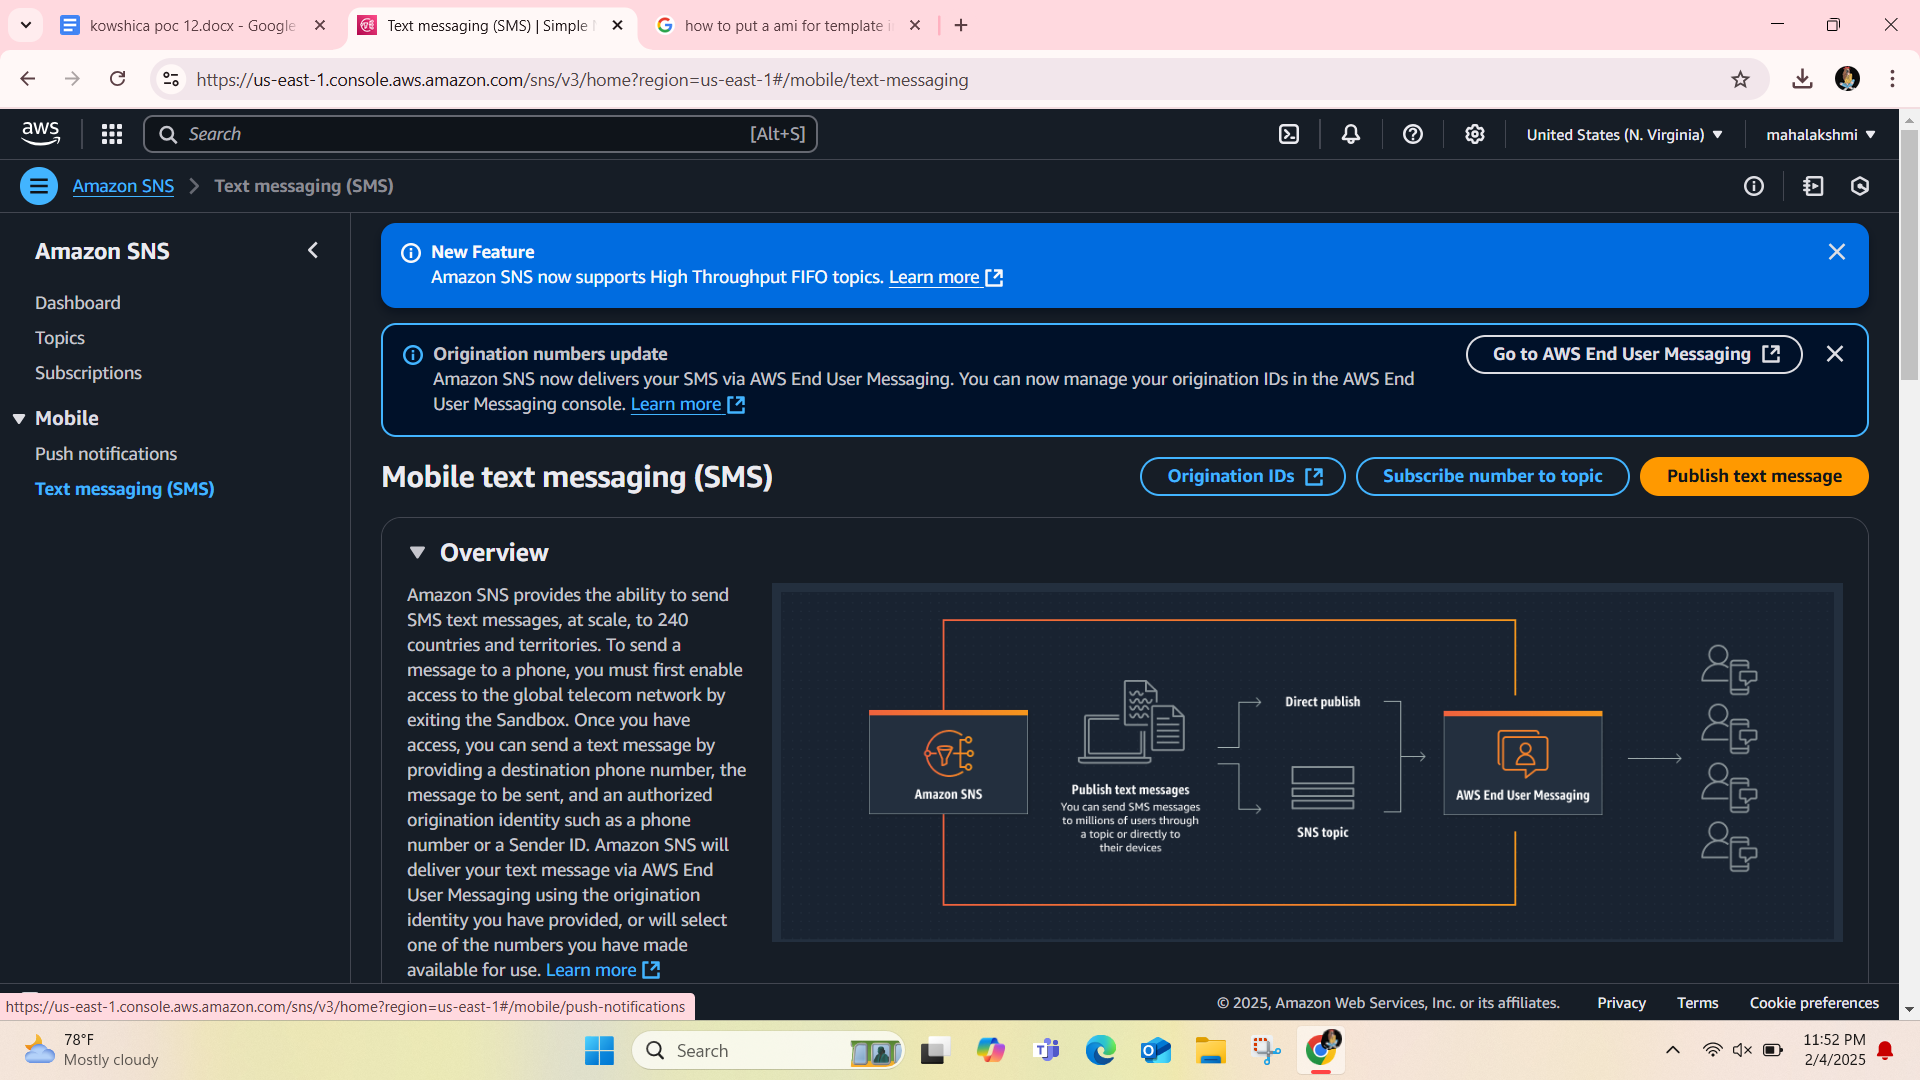 kowshica poc 12.docx - Google
Text messaging (SMS) | Simple
how to put a ami for template i
https://us-east-1.console.aws.amazon.com/sns/v3/home?region=us-east-1#/mobile/text-messaging
aws
Search
[Alt+S]
United States (N. Virginia)
mahalakshmi
Amazon SNS
Text messaging (SMS)
Amazon SNS
Dashboard
Topics
Subscriptions
Mobile
Push notifications
Text messaging (SMS)
New Feature
Amazon SNS now supports High Throughput FIFO topics. Learn more
Origination numbers update
Amazon SNS now delivers your SMS via AWS End User Messaging. You can now manage your origination IDs in the AWS End
User Messaging console. Learn more
Go to AWS End User Messaging
Mobile text messaging (SMS)
Origination IDs
Subscribe number to topic
Publish text message
Overview
Amazon SNS provides the ability to send
SMS text messages, at scale, to 240
countries and territories. To send a
message to a phone, you must first enable
access to the global telecom network by
exiting the Sandbox. Once you have
access, you can send a text message by
providing a destination phone number, the
message to be sent, and an authorized
origination identity such as a phone
number or a Sender ID. Amazon SNS will
deliver your text message via AWS End
User Messaging using the origination
identity you have provided, or will select
one of the numbers you have made
available for use. Learn more
Amazon SNS
Publish text messages
You can send SMS messages
to millions of users through
a topic or directly to
their devices
Direct publish
SNS topic
AWS End User Messaging
https://us-east-1.console.aws.amazon.com/sns/v3/home?region=us-east-1#/mobile/push-notifications
© 2025, Amazon Web Services, Inc. or its affiliates.
Privacy
Terms
Cookie preferences
78°F
Mostly cloudy
Search
11:52 PM
2/4/2025